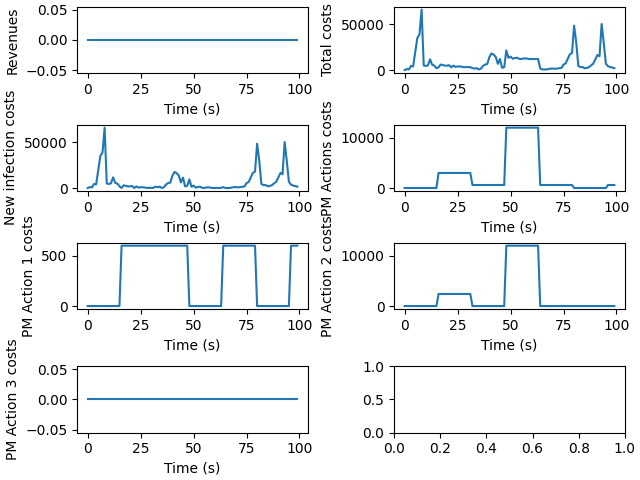 Revenues
0.05
0.00
−0.05
0 25 50 75 100
Time (s)
Total costs
50000
0
0 25 50 75 100
Time (s)
New infection costs
50000
0
0 25 50 75 100
Time (s)
PM Actions costs
10000
0
0 25 50 75 100
Time (s)
PM Action 1 costs
500
0
0 25 50 75 100
Time (s)
PM Action 2 costs
10000
0
0 25 50 75 100
Time (s)
PM Action 3 costs
0.05
0.00
−0.05
0 25 50 75 100
Time (s)
1.0
0.5
0.0
0.0 0.2 0.4 0.6 0.8 1.0